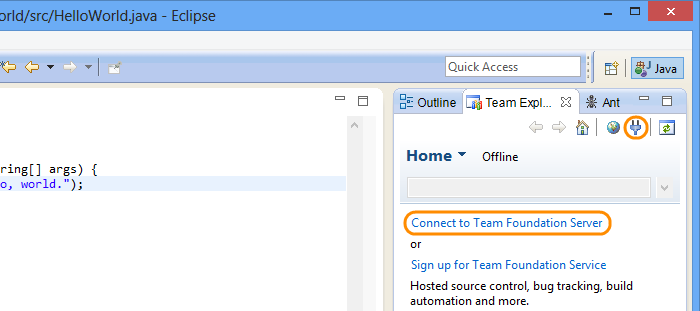 orld/src/HelloWorld.java - Eclipse
Quick Access
Java
Outline
Team Expl...
Ant
Home
Offline
ring[] args) {
o, world.");
Connect to Team Foundation Server
or
Sign up for Team Foundation Service
Hosted source control, bug tracking, build
automation and more.